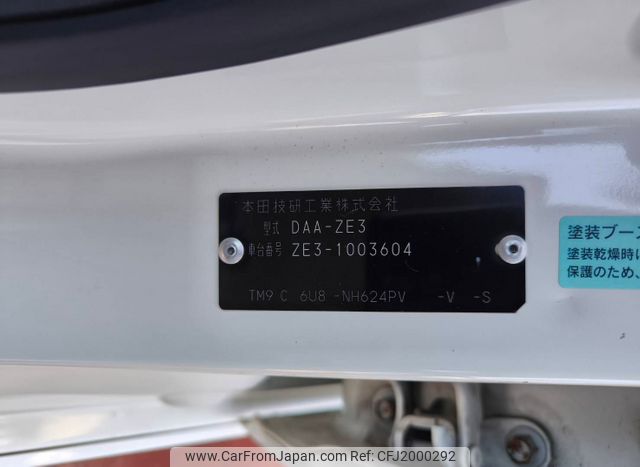 本田技研工業株式会社
型式 DAA-ZE3
車台番号 ZE3-1003604
TM9 C 6U8 -NH624PV -V -S
塗装ブース
塗装乾燥時に
保護のため、
© www.CarFromJapan.com CFJ2000292